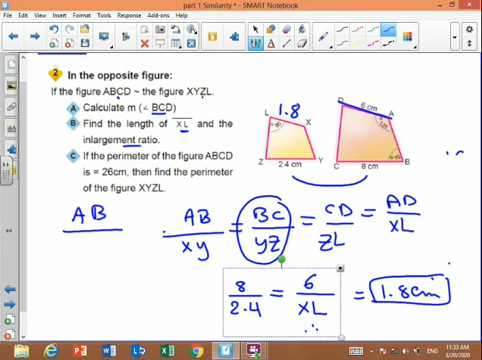 part 1 Similarity * - SMART Notebook
File Edit View Insert Format Tools Add-ons Response Help
2 In the opposite figure:
If the figure ABCD ~ the figure XYZL
A Calculate m (∠ BCD)
B Find the length of XL and the
inlargement ratio.
C If the perimeter of the figure ABCD
is = 26cm, then find the perimeter
of the figure XYZL.
L 1.8 X
Z 2.4 cm Y
D 6 cm A
C 8 cm B
AB
AB/XY = BC/YZ = CD/ZL = AD/XL
8/2.4 = 6/XL = 1.8cm
∴
ENG
11:33 AM
3/20/2020